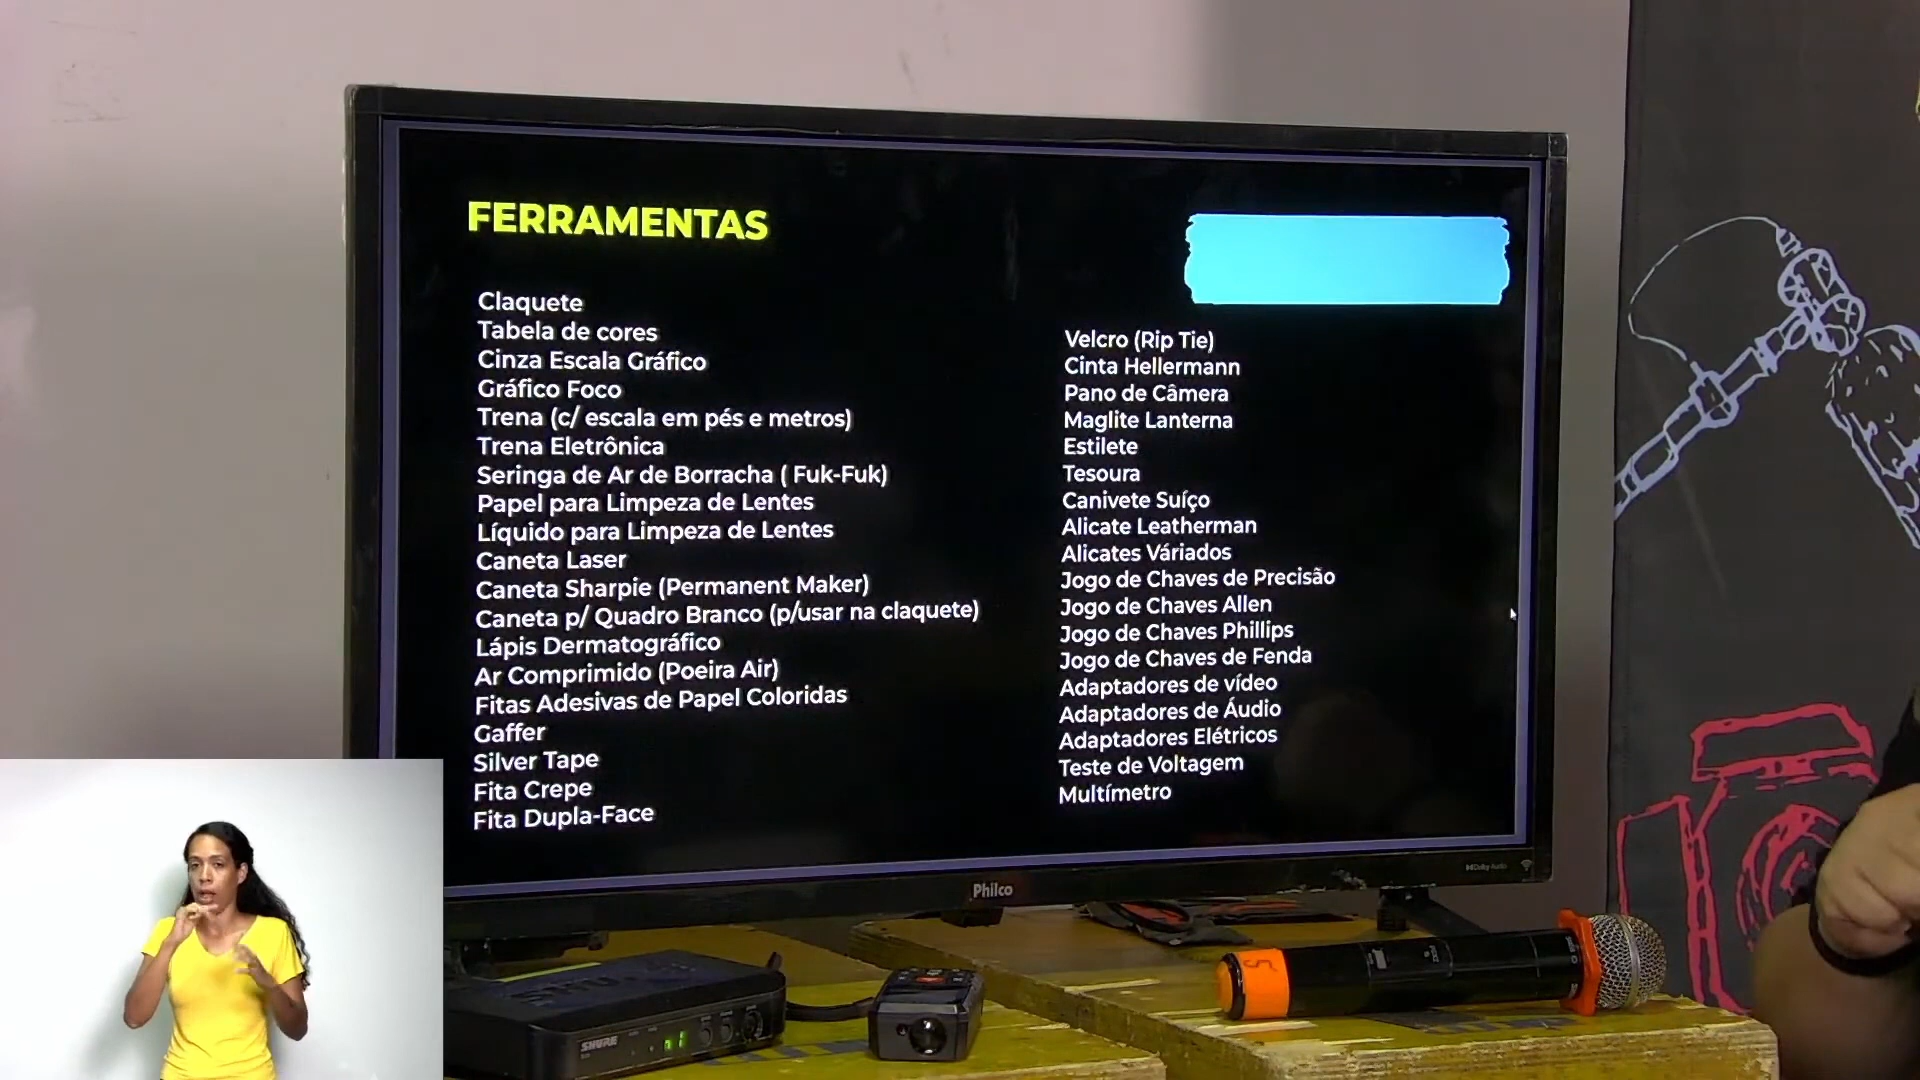 FERRAMENTAS
Claquete
Tabela de cores
Cinza Escala Gráfico
Gráfico Foco
Trena (c/ escala em pés e metros)
Trena Eletrônica
Seringa de Ar de Borracha ( Fuk-Fuk)
Papel para Limpeza de Lentes
Líquido para Limpeza de Lentes
Caneta Laser
Caneta Sharpie (Permanent Maker)
Caneta p/ Quadro Branco (p/usar na claquete)
Lápis Dermatográfico
Ar Comprimido (Poeira Air)
Fitas Adesivas de Papel Coloridas
Gaffer
Silver Tape
Fita Crepe
Fita Dupla-Face
Velcro (Rip Tie)
Cinta Hellermann
Pano de Câmera
Maglite Lanterna
Estilete
Tesoura
Canivete Suíço
Alicate Leatherman
Alicates Váriados
Jogo de Chaves de Precisão
Jogo de Chaves Allen
Jogo de Chaves Phillips
Jogo de Chaves de Fenda
Adaptadores de vídeo
Adaptadores de Áudio
Adaptadores Elétricos
Teste de Voltagem
Multímetro
Dolby Audio
Philco
SHURE
5